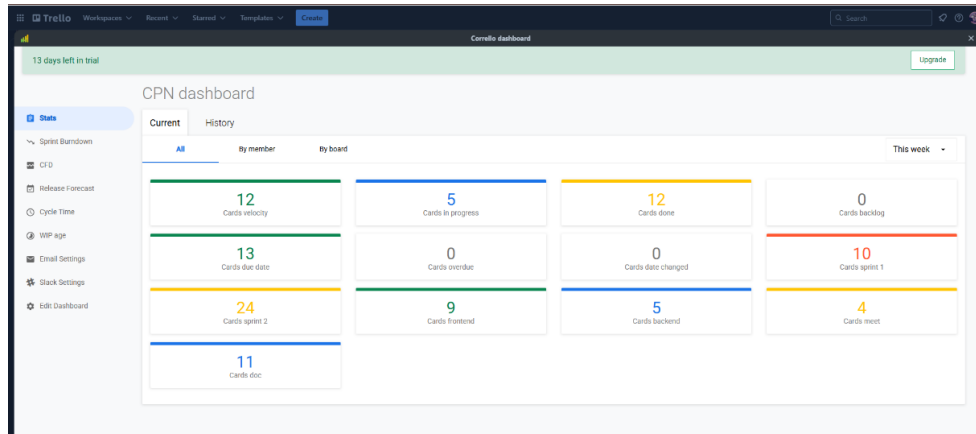 Trello Workspaces Recent Starred Templates Create Search
Corrello dashboard
13 days left in trial Upgrade
CPN dashboard
Stats
Sprint Burndown
CFD
Release Forecast
Cycle Time
WIP age
Email Settings
Slack Settings
Edit Dashboard
Current History
All By member By board This week
12 5 12 0
Cards velocity Cards in progress Cards done Cards backlog
13 0 0 10
Cards due date Cards overdue Cards date changed Cards sprint 1
24 9 5 4
Cards sprint 2 Cards frontend Cards backend Cards meet
11
Cards doc